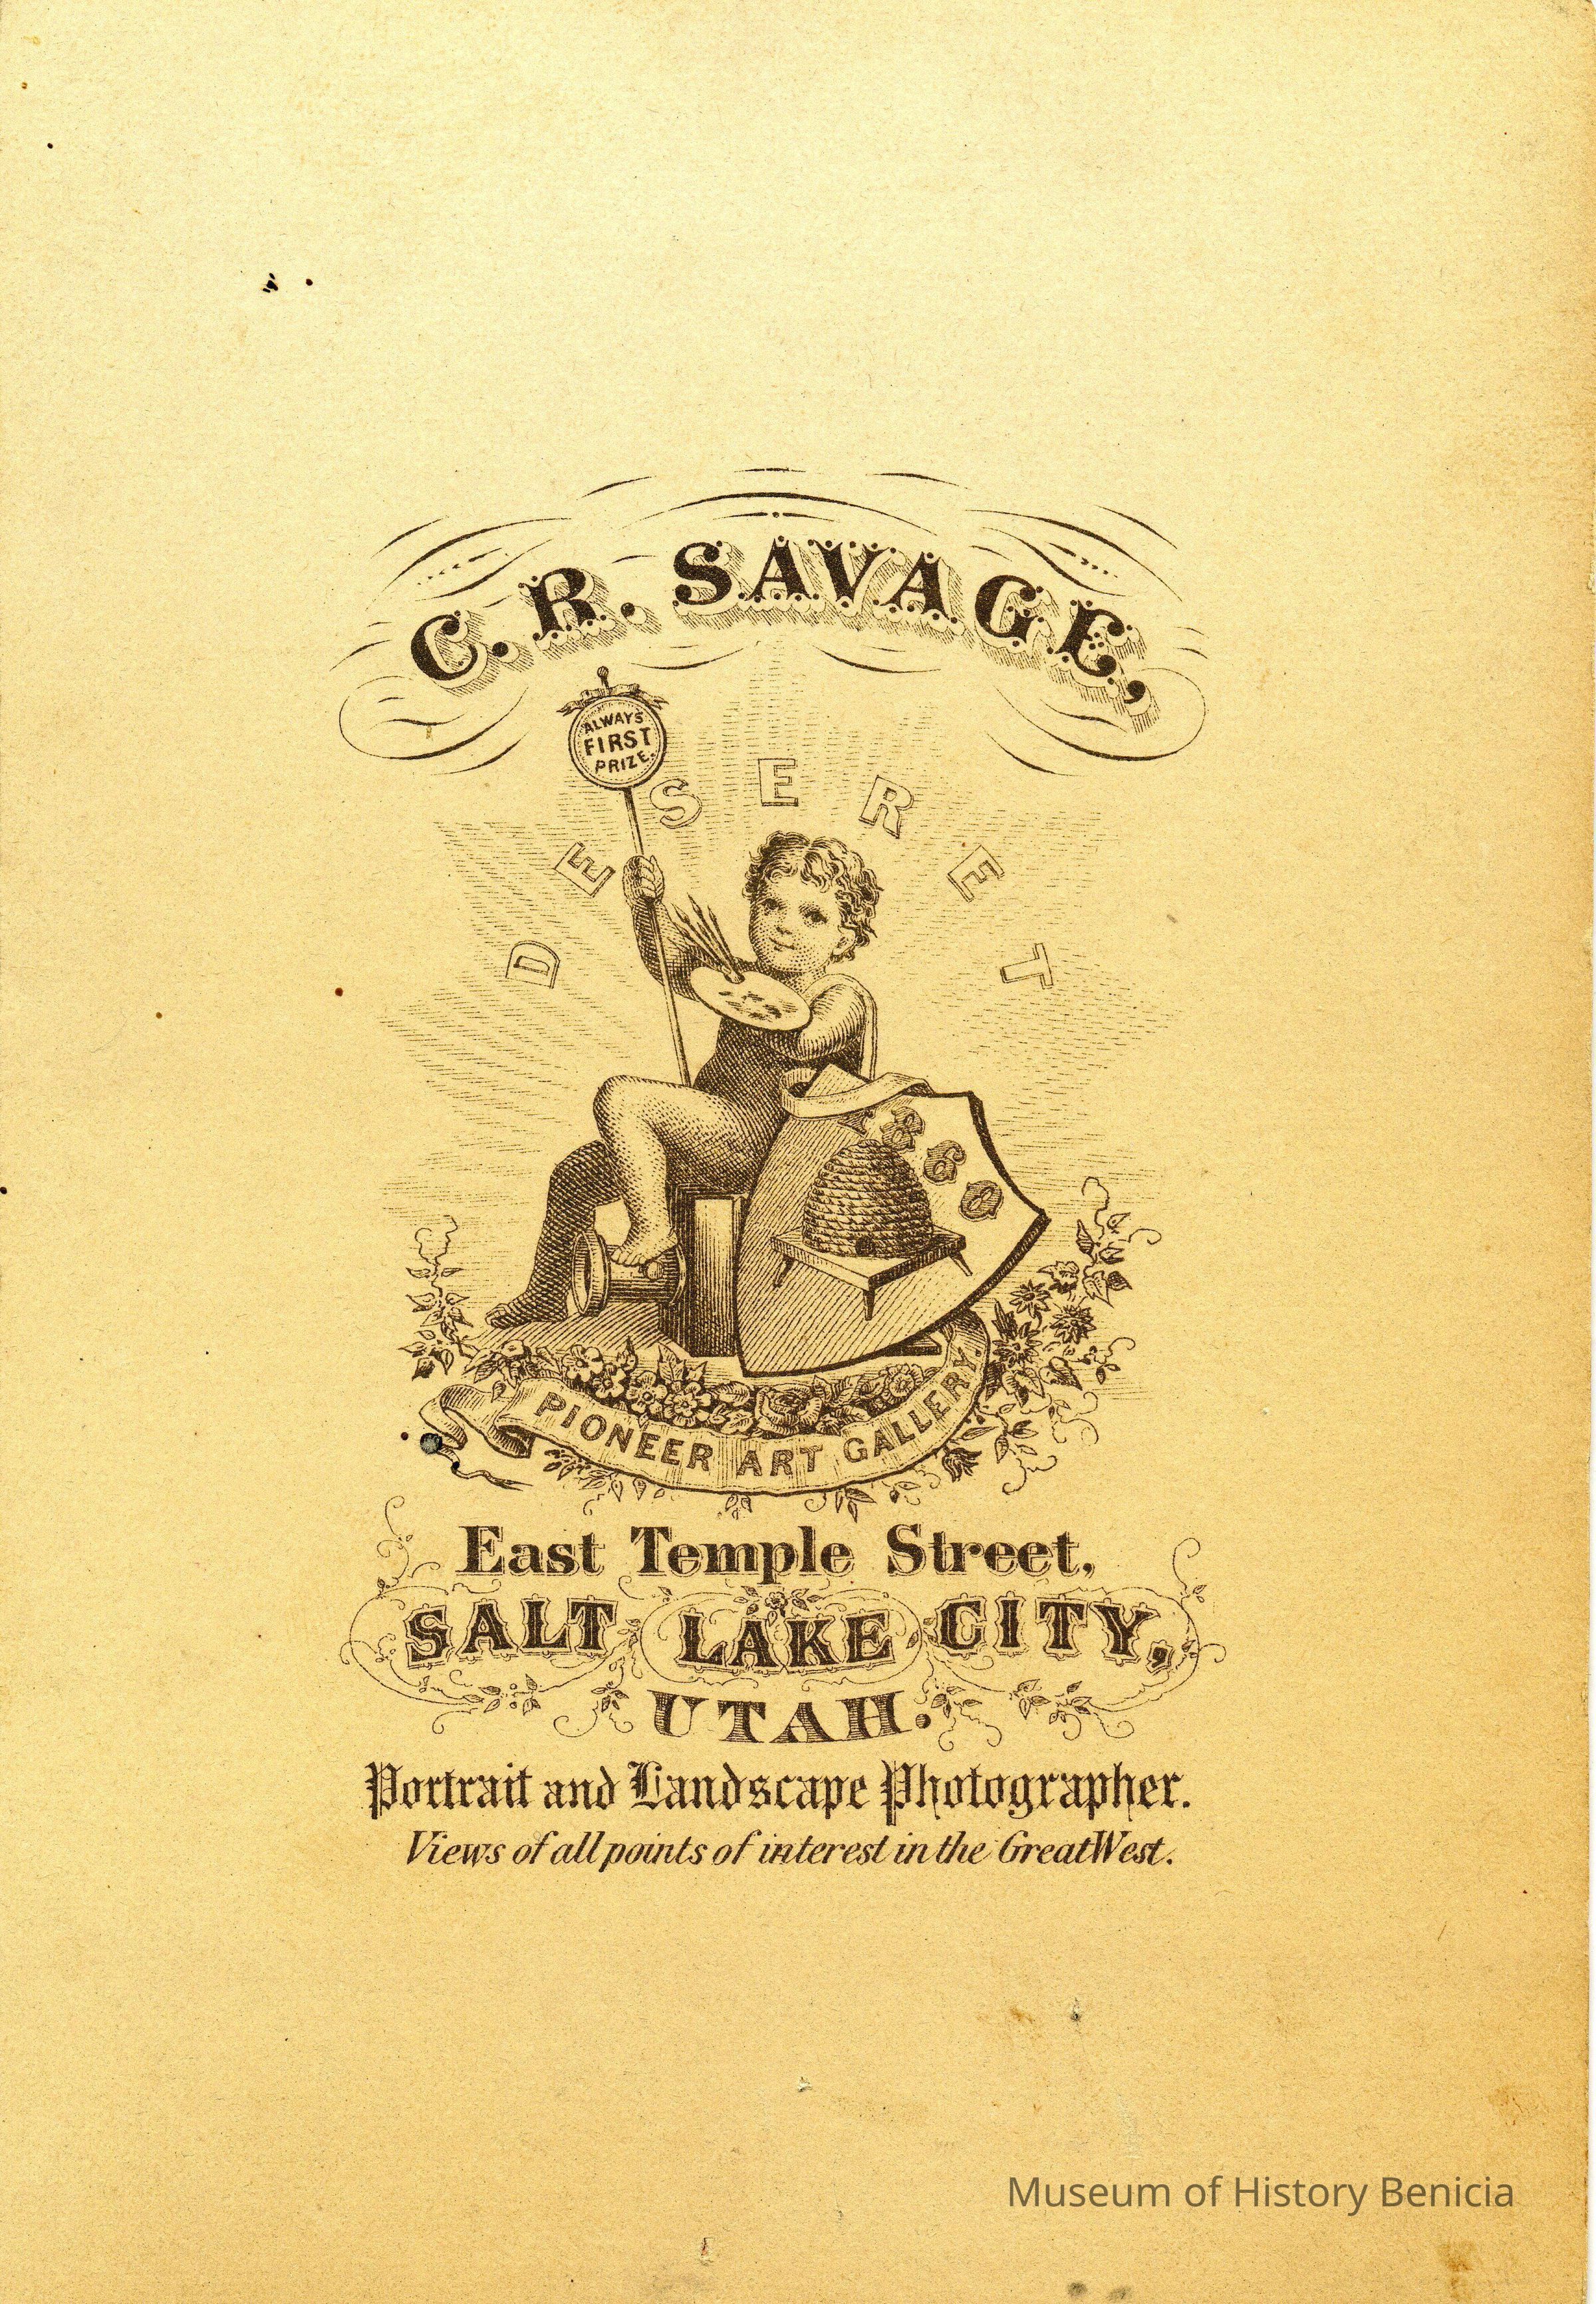 C. R. SAVAGE,
ALWAYS
FIRST
PRIZE.
DESERET
1860
PIONEER ART GALLERY.
East Temple Street,
SALT LAKE CITY,
UTAH.
Portrait and Landscape Photographer.
Views of all points of interest in the Great West.
Museum of History Benicia